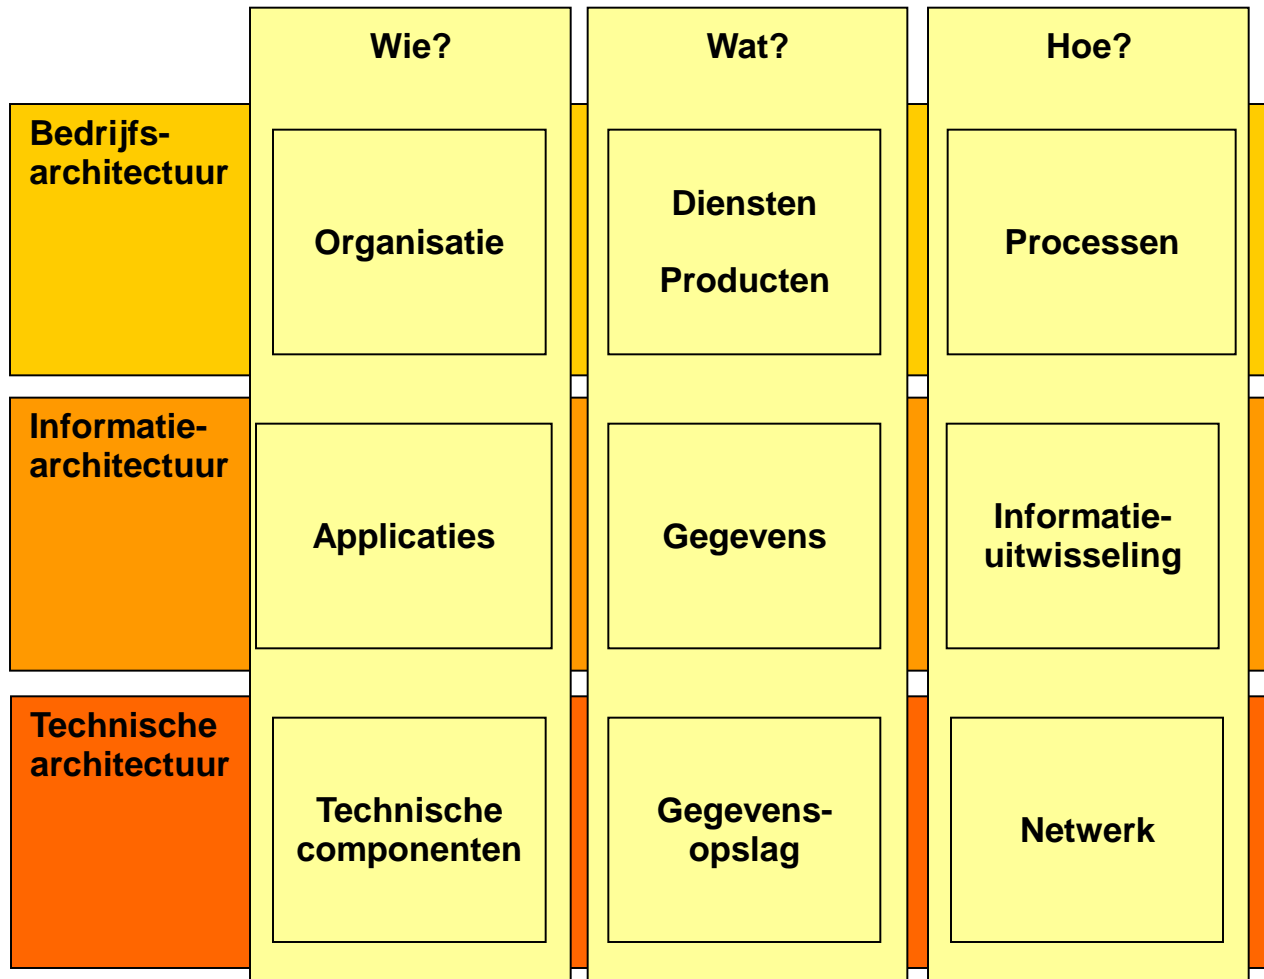 Wie?
Wat?
Hoe?
Bedrijfs-
architectuur
Organisatie
Diensten
Producten
Processen
Informatie-
architectuur
Applicaties
Gegevens
Informatie-
uitwisseling
Technische
architectuur
Technische
componenten
Gegevens-
opslag
Netwerk